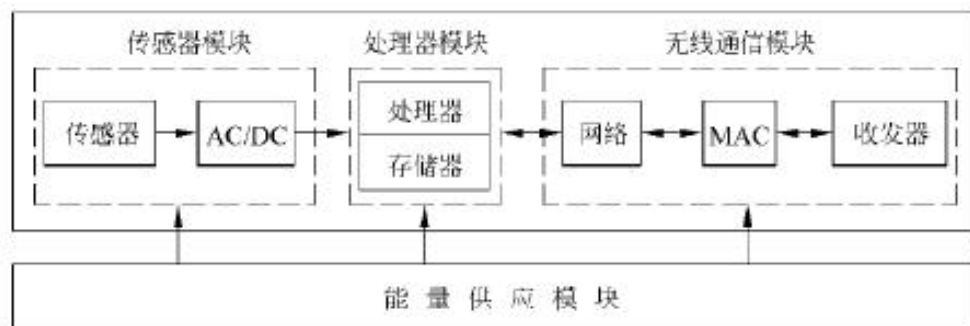 传感器模块
处理器模块
无线通信模块
传感器
AC/DC
处理器
存储器
网络
MAC
收发器
能量供应模块